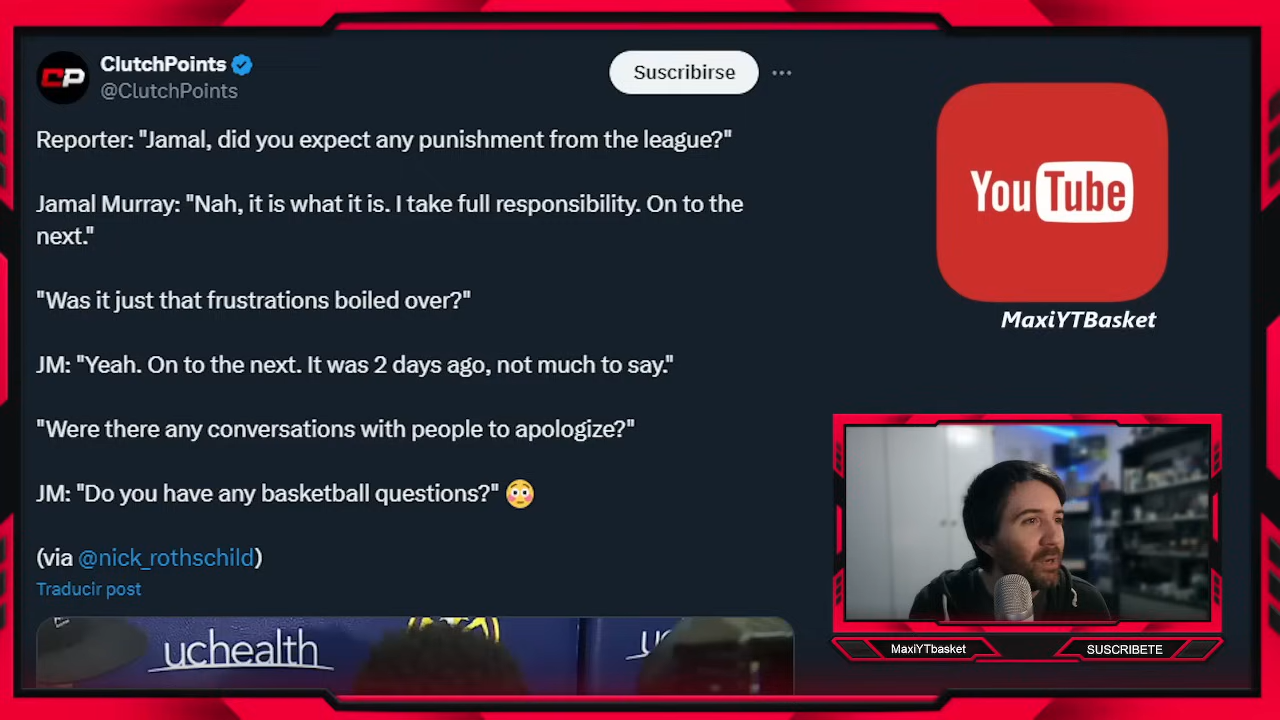 CP
ClutchPoints
@ClutchPoints
Suscribirse
Reporter: "Jamal, did you expect any punishment from the league?"
Jamal Murray: "Nah, it is what it is. I take full responsibility. On to the
next."
"Was it just that frustrations boiled over?"
JM: "Yeah. On to the next. It was 2 days ago, not much to say."
"Were there any conversations with people to apologize?"
JM: "Do you have any basketball questions?" 😳
(via @nick_rothschild)
Traducir post
uchealth
YouTube
MaxiYTBasket
MaxiYTbasket
SUSCRIBETE